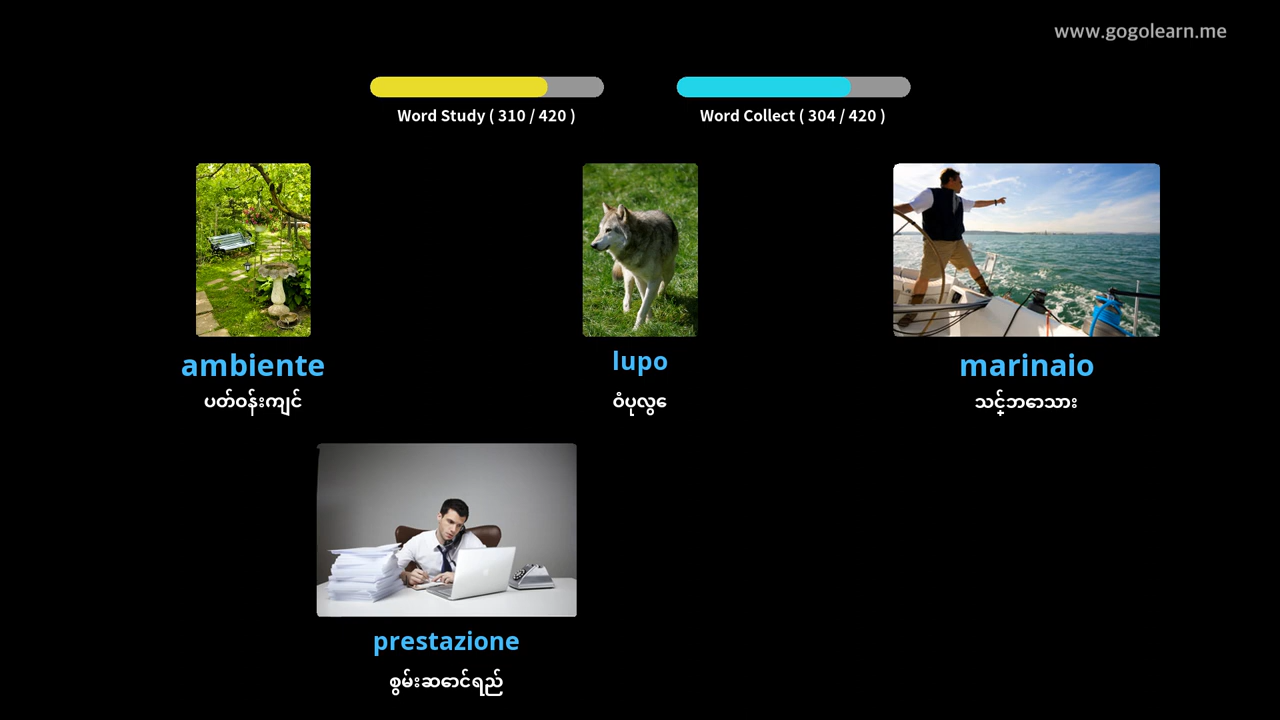 www.gogolearn.me
Word Study ( 310 / 420 )
Word Collect ( 304 / 420 )
ambiente
ပတ်ဝန်းကျင်
lupo
ဝံပုလွေ
marinaio
သင်္ဘောသား
prestazione
စွမ်းဆောင်ရည်